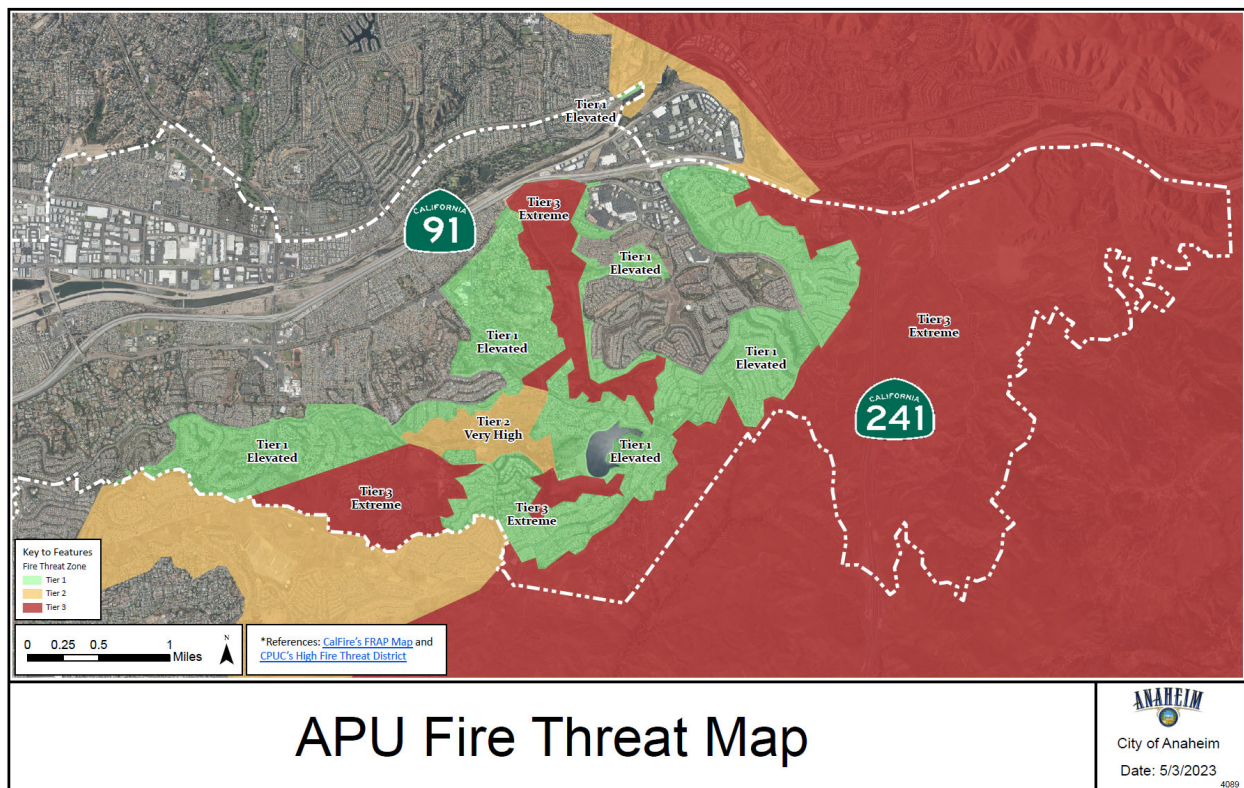 Tier 1
Elevated
CALIFORNIA
91
Tier 3
Extreme
Tier 1
Elevated
Tier 1
Elevated
Tier 3
Extreme
Tier 1
Elevated
CALIFORNIA
241
Tier 2
Very High
Tier 1
Elevated
Tier 1
Elevated
Tier 3
Extreme
Tier 3
Extreme
Key to Features
Fire Threat Zone
Tier 1
Tier 2
Tier 3
0 0.25 0.5 1
Miles
N
*References: CalFire's FRAP Map and
CPUC's High Fire Threat District
APU Fire Threat Map
ANAHEIM
City of Anaheim
Date: 5/3/2023
4089